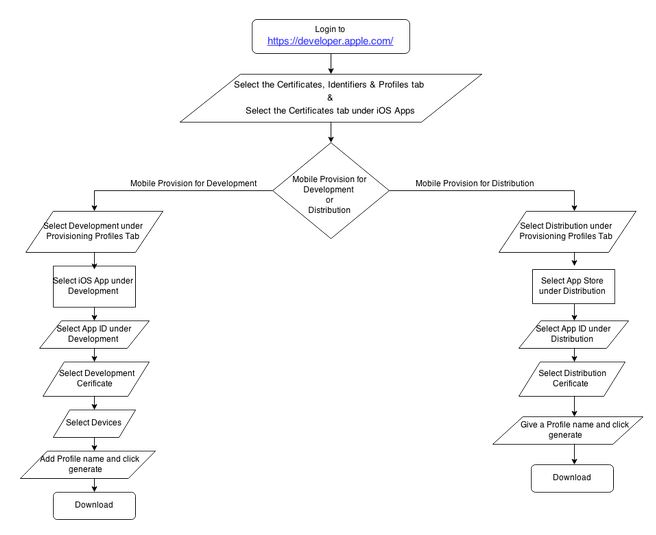 Login to
https://developer.apple.com/
Select the Certificates, Identifiers & Profiles tab
&
Select the Certificates tab under iOS Apps
Mobile Provision for Development
Mobile Provision for
Development
or
Distribution
Mobile Provision for Distribution
Select Development under
Provisioning Profiles Tab
Select iOS App under
Development
Select App ID under
Development
Select Development
Cerificate
Select Devices
Add Profile name and click
generate
Download
Select Distribution under
Provisioning Profiles Tab
Select App Store
under Distribution
Select App ID under
Distribution
Select Distribution
Cerificate
Give a Profile name and click
generate
Download